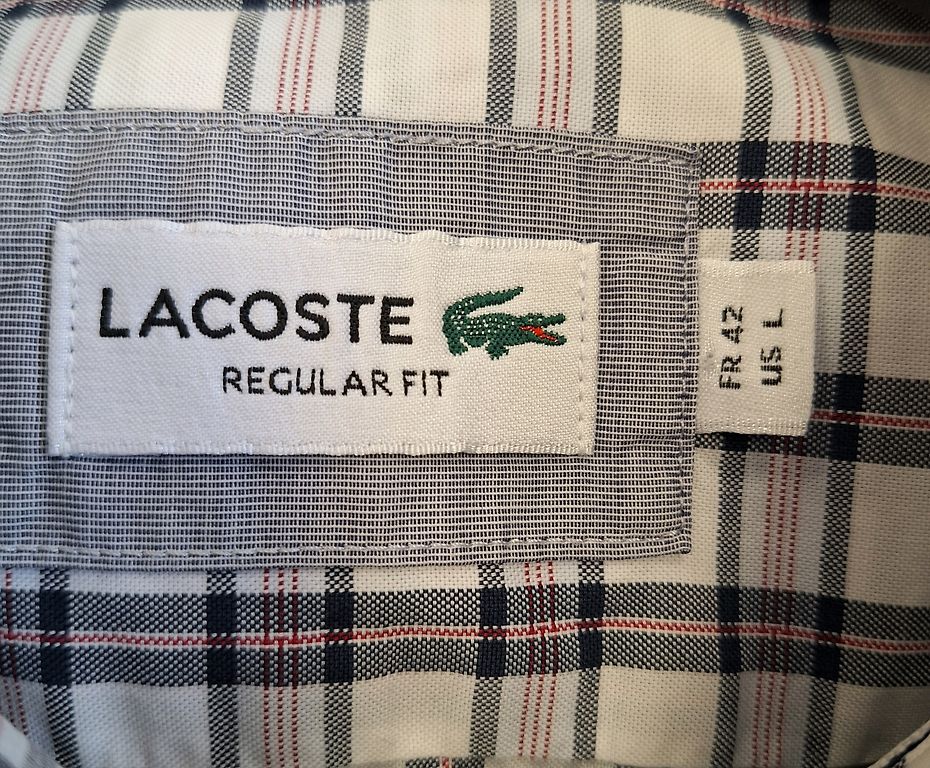 LACOSTE
REGULAR FIT
FR 42
US L